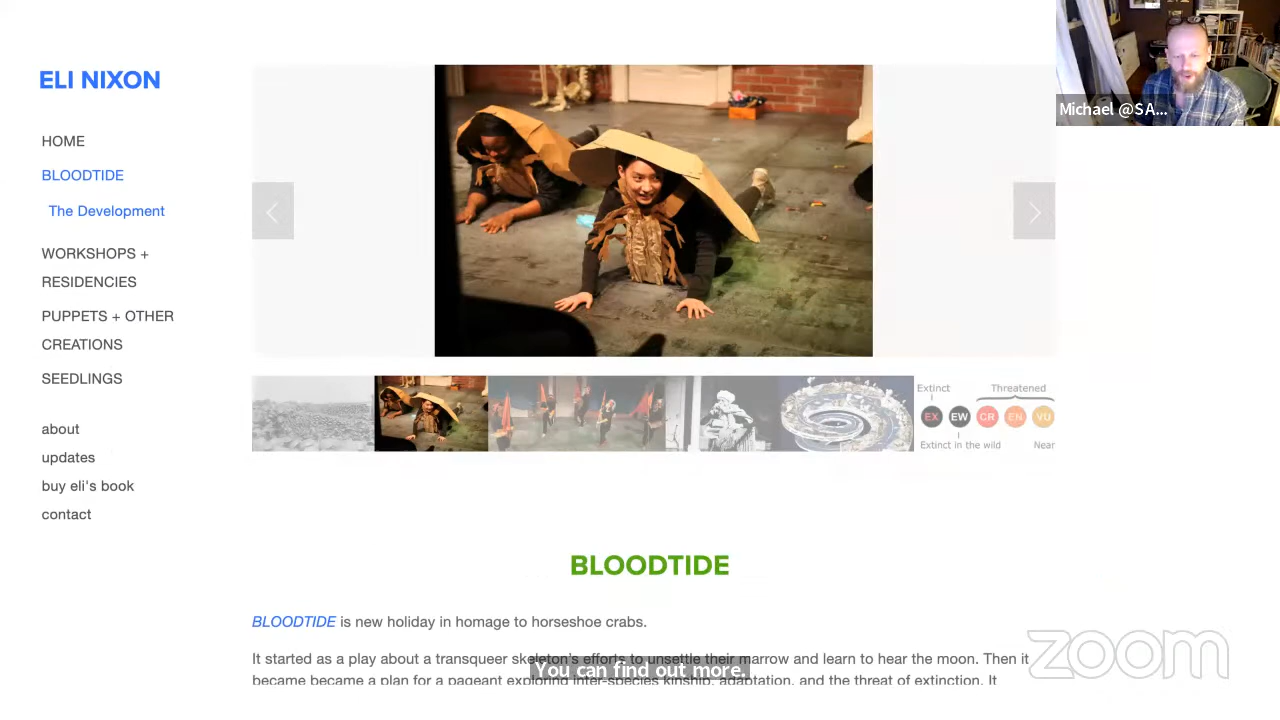 ELI NIXON
HOME
BLOODTIDE
The Development
WORKSHOPS +
RESIDENCIES
PUPPETS + OTHER
CREATIONS
SEEDLINGS
about
updates
buy eli's book
contact
Michael @SA...
Extinct
Threatened
EX
EW
CR
EN
VU
Extinct in the wild
Near
BLOODTIDE
BLOODTIDE is new holiday in homage to horseshoe crabs.
It started as a play about a transqueer skeleton's efforts to unsettle their marrow and learn to hear the moon. Then it
became became a plan for a pageant exploring inter-species kinship, adaptation, and the threat of extinction. It
You can find out more.
zoom